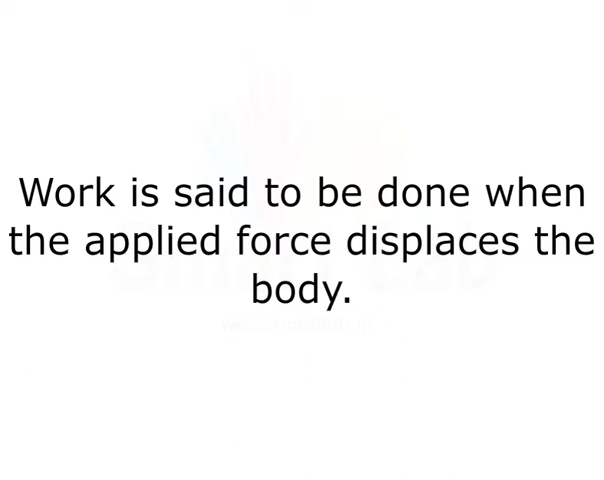 Work is said to be done when
the applied force displaces the
body.